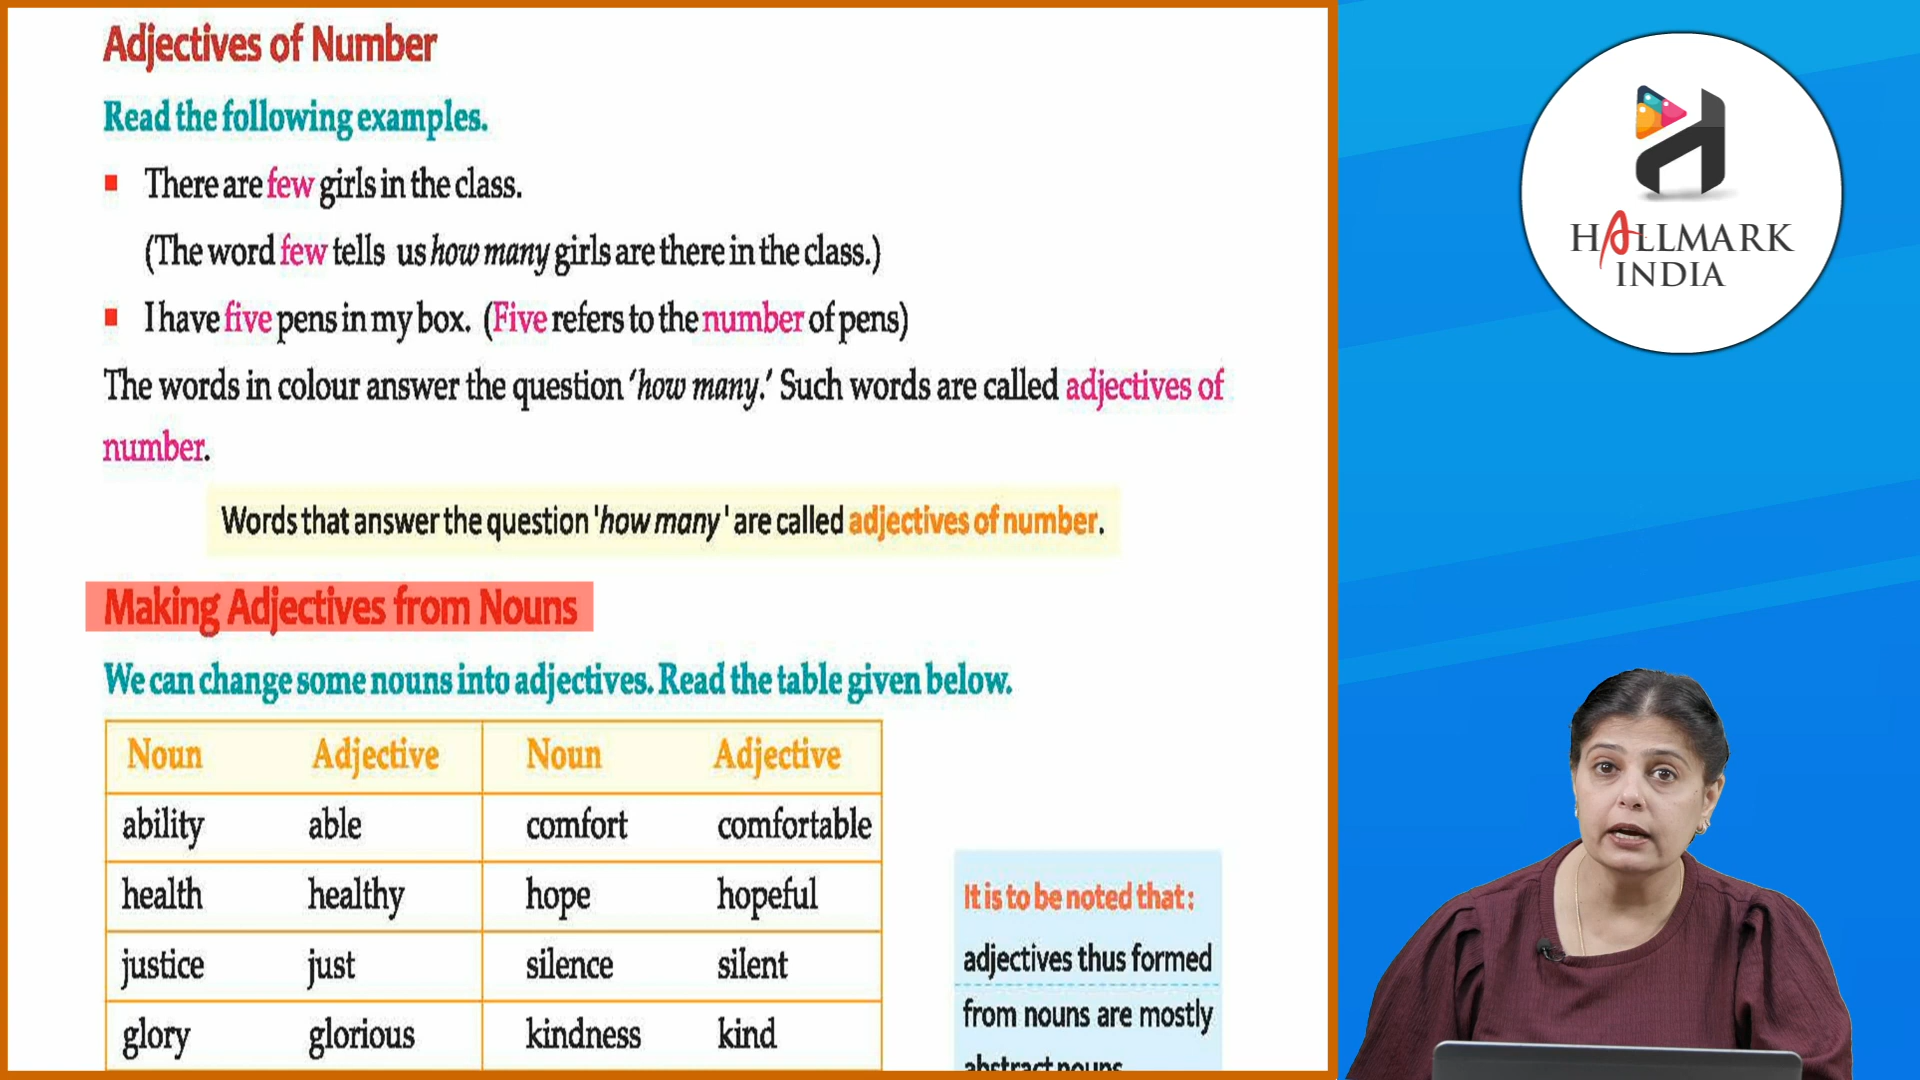 Adjectives of Number
Read the following examples.
There are few girls in the class.
(The word few tells us how many girls are there in the class.)
I have five pens in my box. (Five refers to the number of pens)
The words in colour answer the question 'how many.' Such words are called adjectives of
number.
Words that answer the question 'how many' are called adjectives of number.
Making Adjectives from Nouns
We can change some nouns into adjectives. Read the table given below.
Noun Adjective Noun Adjective
ability able comfort comfortable
health healthy hope hopeful
justice just silence silent
glory glorious kindness kind
It is to be noted that :
adjectives thus formed
from nouns are mostly
abstract nouns
HALLMARK
INDIA